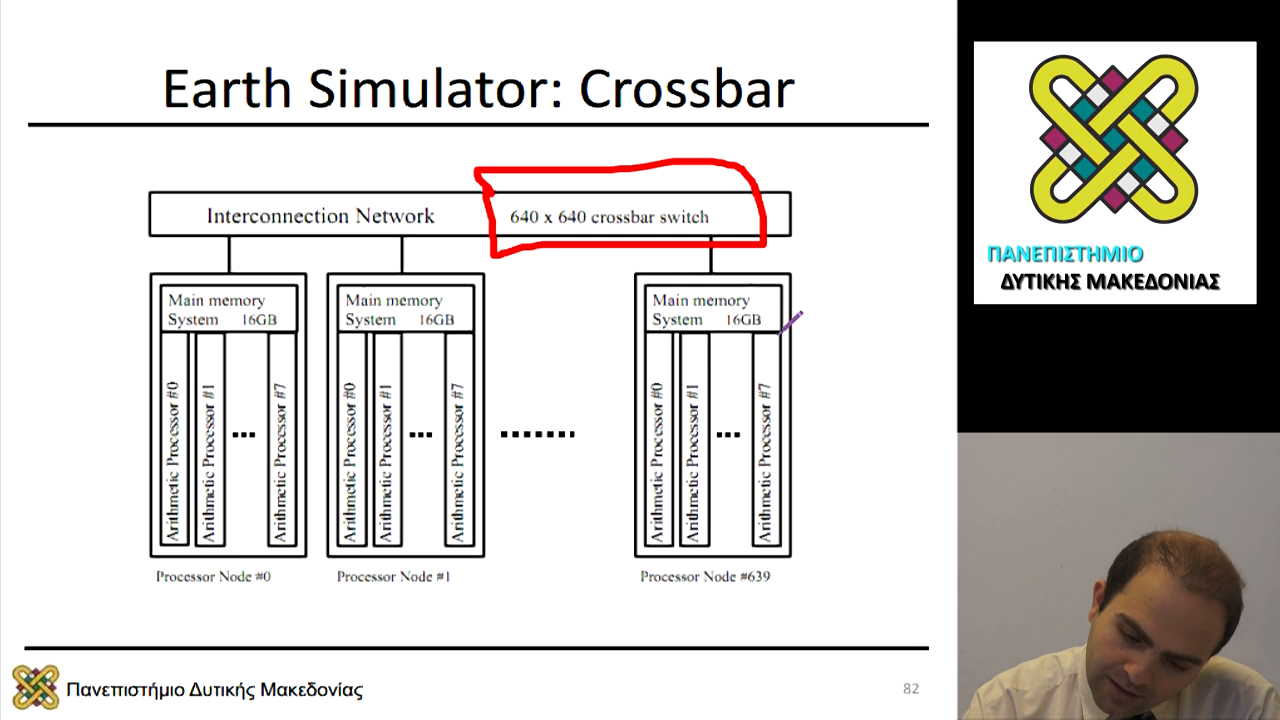 Earth Simulator: Crossbar
Interconnection Network 640 x 640 crossbar switch
Main memory
System 16GB
Arithmetic Processor #0
Arithmetic Processor #1
...
Arithmetic Processor #7
Processor Node #0
Main memory
System 16GB
Arithmetic Processor #0
Arithmetic Processor #1
...
Arithmetic Processor #7
Processor Node #1
.......
Main memory
System 16GB
Arithmetic Processor #0
Arithmetic Processor #1
...
Arithmetic Processor #7
Processor Node #639
Πανεπιστήμιο Δυτικής Μακεδονίας
82
ΠΑΝΕΠΙΣΤΗΜΙΟ
ΔΥΤΙΚΗΣ ΜΑΚΕΔΟΝΙΑΣ